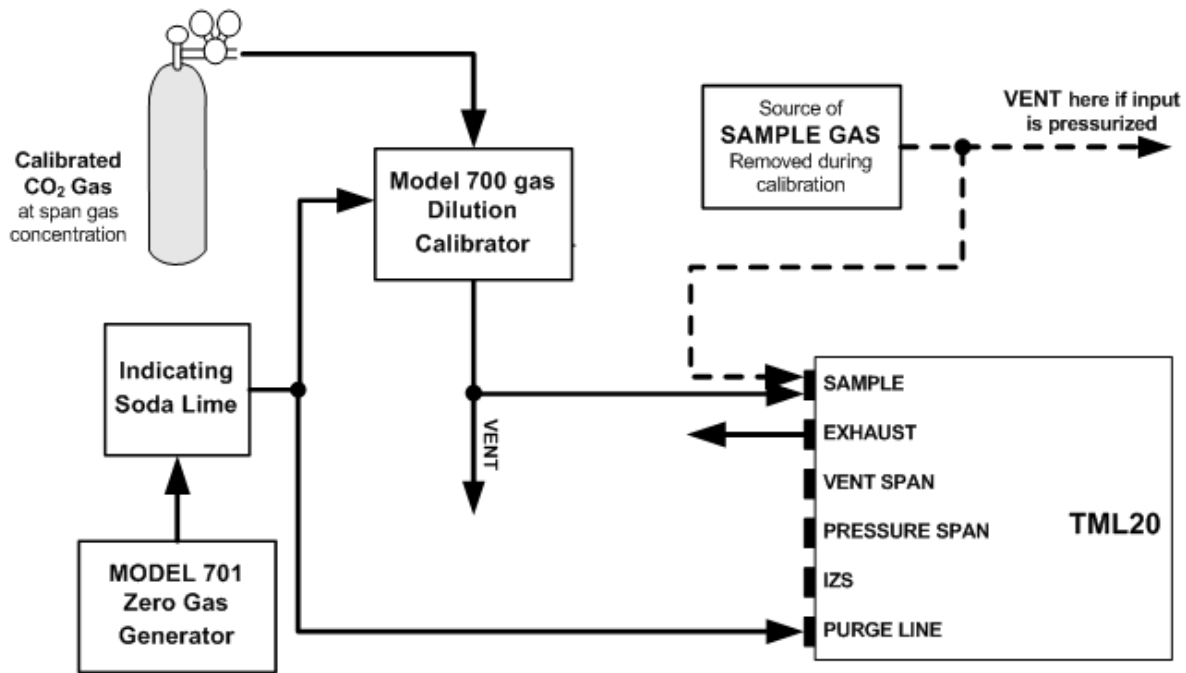 Calibrated
CO₂ Gas
at span gas
concentration
Model 700 gas
Dilution
Calibrator
Source of
SAMPLE GAS
Removed during
calibration
VENT here if input
is pressurized
Indicating
Soda Lime
MODEL 701
Zero Gas
Generator
VENT
SAMPLE
EXHAUST
VENT SPAN
PRESSURE SPAN
IZS
PURGE LINE
TML20